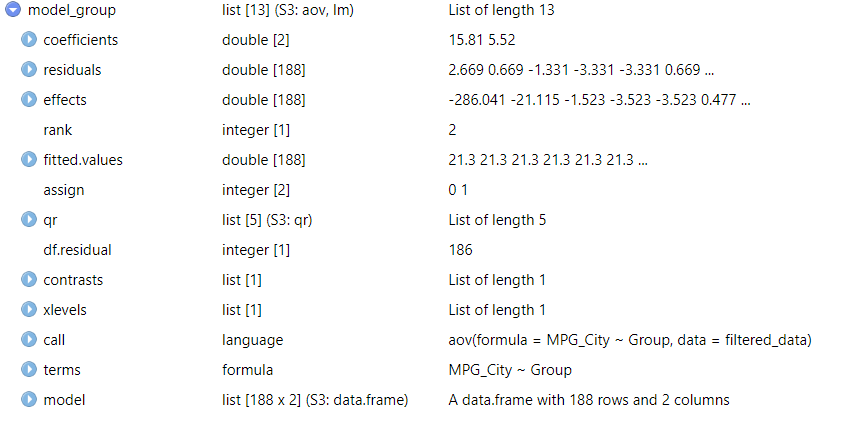 model_group list [13] (S3: aov, lm) List of length 13
coefficients double [2] 15.81 5.52
residuals double [188] 2.669 0.669 -1.331 -3.331 -3.331 0.669 ...
effects double [188] -286.041 -21.115 -1.523 -3.523 -3.523 0.477 ...
rank integer [1] 2
fitted.values double [188] 21.3 21.3 21.3 21.3 21.3 21.3 ...
assign integer [2] 0 1
qr list [5] (S3: qr) List of length 5
df.residual integer [1] 186
contrasts list [1] List of length 1
xlevels list [1] List of length 1
call language aov(formula = MPG_City ~ Group, data = filtered_data)
terms formula MPG_City ~ Group
model list [188 x 2] (S3: data.frame) A data.frame with 188 rows and 2 columns